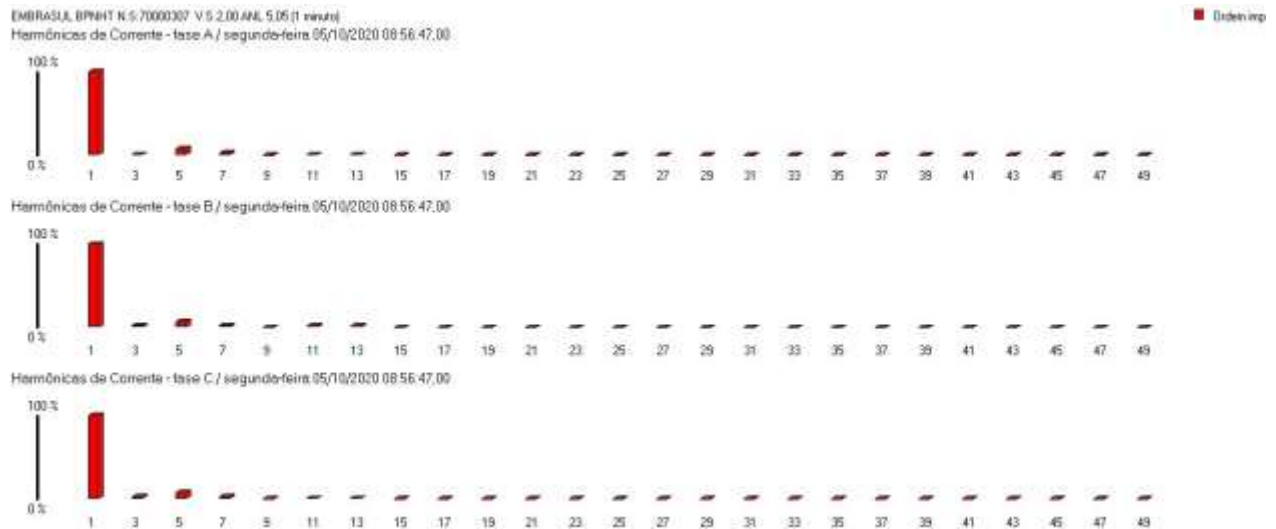 EMBRASUL BPNHT N.S:70000307 V.S 2,00 ANL 5,05 (1 minuto)
Ordem imp
Harmônicas de Corrente - fase A / segunda-feira 05/10/2020 08:56:47,00
100 %
0 %
1 3 5 7 9 11 13 15 17 19 21 23 25 27 29 31 33 35 37 39 41 43 45 47 49
Harmônicas de Corrente - fase B / segunda-feira 05/10/2020 08:56:47,00
100 %
0 %
1 3 5 7 9 11 13 15 17 19 21 23 25 27 29 31 33 35 37 39 41 43 45 47 49
Harmônicas de Corrente - fase C / segunda-feira 05/10/2020 08:56:47,00
100 %
0 %
1 3 5 7 9 11 13 15 17 19 21 23 25 27 29 31 33 35 37 39 41 43 45 47 49